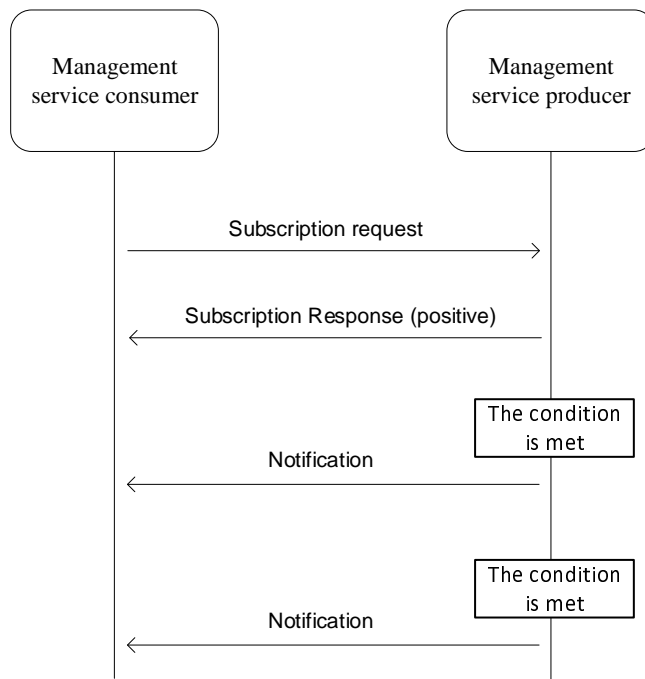 Management
service consumer
Management
service producer
Subscription request
Subscription Response (positive)
The condition
is met
Notification
The condition
is met
Notification